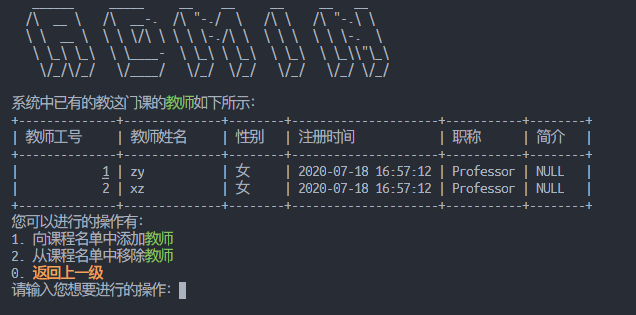 ADMIN
系统中已有的教这门课的教师如下所示:
+--------------+--------------+--------+---------------------+-----------+--------+
| 教师工号 | 教师姓名 | 性别 | 注册时间 | 职称 | 简介 |
+--------------+--------------+--------+---------------------+-----------+--------+
| 1 | zy | 女 | 2020-07-18 16:57:12 | Professor | NULL |
| 2 | xz | 女 | 2020-07-18 16:57:12 | Professor | NULL |
+--------------+--------------+--------+---------------------+-----------+--------+
您可以进行的操作有:
1. 向课程名单中添加教师
2. 从课程名单中移除教师
0. 返回上一级
请输入您想要进行的操作: